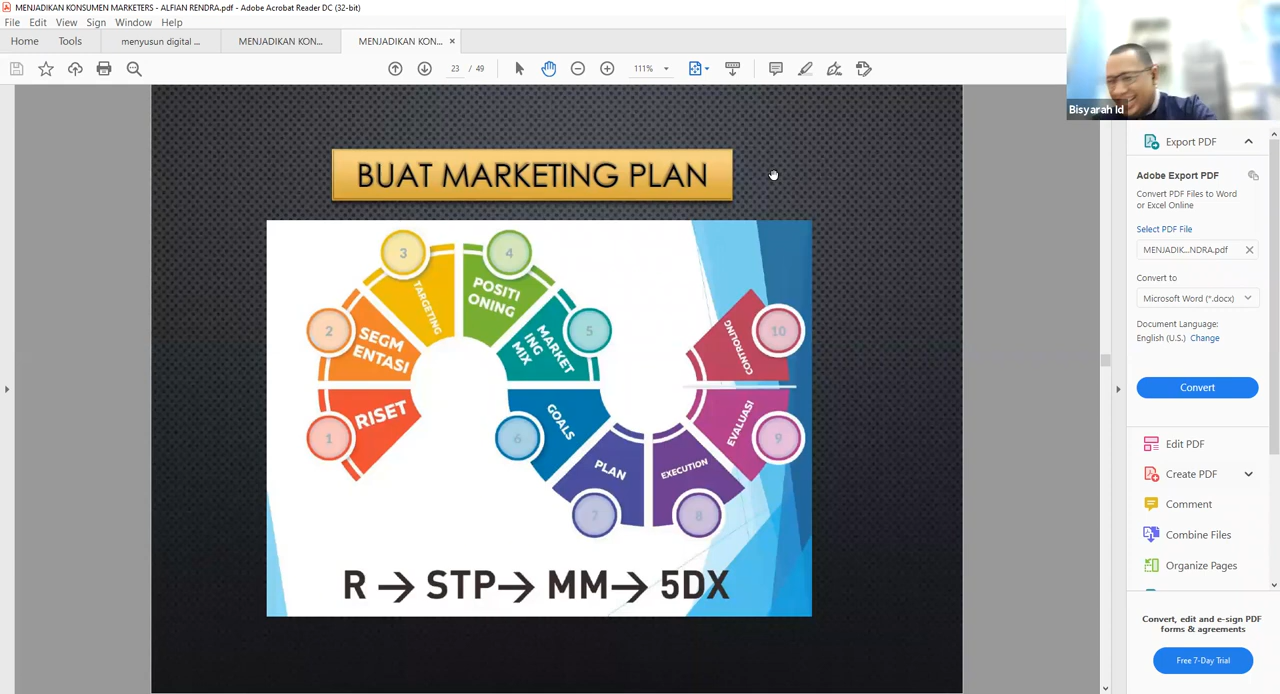 MENJADIKAN KONSUMEN MARKETERS - ALFIAN RENDRA.pdf - Adobe Acrobat Reader DC (32-bit)
File Edit View Sign Window Help
Home Tools menyusun digital ... MENJADIKAN KON... MENJADIKAN KON... ×
23 / 49 111%
Bisyarah Id
BUAT MARKETING PLAN
1 RISET
2 SEGM
ENTASI
3 TARGETING
4 POSITI
ONING
5 MARKET
ING
MIX
6 GOALS
7 PLAN
8 EXECUTION
9 EVALUASI
10 CONTROLING
R → STP → MM → 5DX
Export PDF
Adobe Export PDF
Convert PDF Files to Word
or Excel Online
Select PDF File
MENJADIK...NDRA.pdf ×
Convert to
Microsoft Word (*.docx)
Document Language:
English (U.S.) Change
Convert
Edit PDF
Create PDF
Comment
Combine Files
Organize Pages
Convert, edit and e-sign PDF
forms & agreements
Free 7-Day Trial